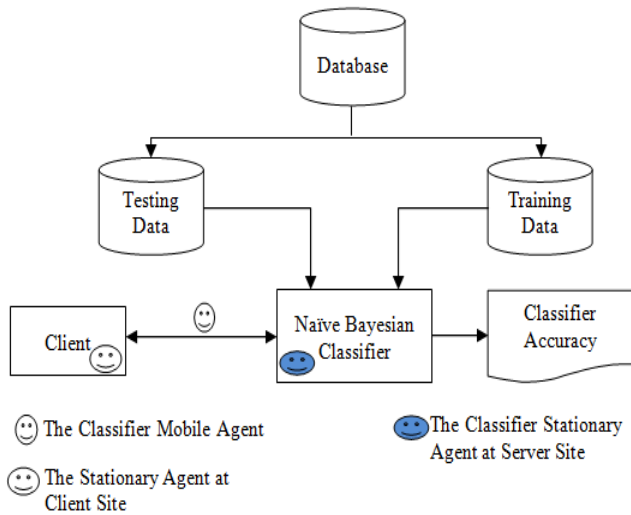 Database
Testing
Data
Training
Data
Client
Naïve Bayesian
Classifier
Classifier
Accuracy
The Classifier Mobile Agent
The Classifier Stationary
Agent at Server Site
The Stationary Agent at
Client Site